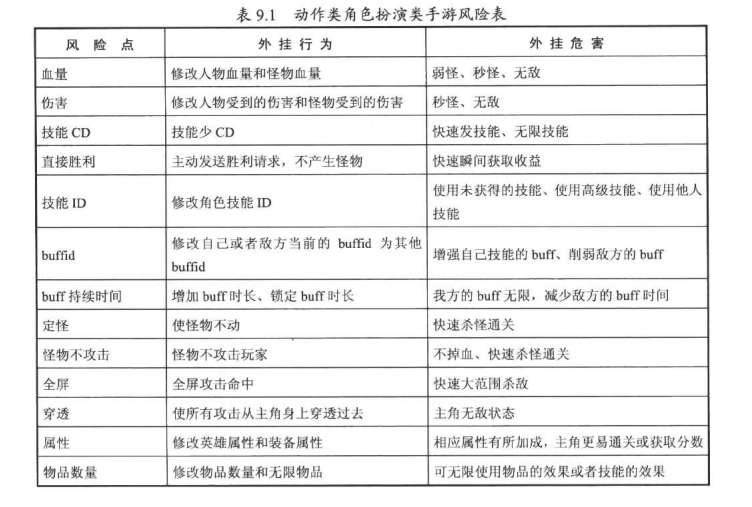 表 9.1 动作类角色扮演类手游风险表
风 险 点 外 挂 行 为 外 挂 危 害
血量 修改人物血量和怪物血量 弱怪、秒怪、无敌
伤害 修改人物受到的伤害和怪物受到的伤害 秒怪、无敌
技能 CD 技能少 CD 快速发技能、无限技能
直接胜利 主动发送胜利请求，不产生怪物 快速瞬间获取收益
技能 ID 修改角色技能 ID 使用未获得的技能、使用高级技能、使用他人
技能
buffid 修改自己或者敌方当前的 buffid 为其他
buffid 增强自己技能的 buff、削弱敌方的 buff
buff 持续时间 增加 buff 时长、锁定 buff 时长 我方的 buff 无限，减少敌方的 buff 时间
定怪 使怪物不动 快速杀怪通关
怪物不攻击 怪物不攻击玩家 不掉血、快速杀怪通关
全屏 全屏攻击命中 快速大范围杀敌
穿透 使所有攻击从主角身上穿透过去 主角无敌状态
属性 修改英雄属性和装备属性 相应属性有所加成，主角更易通关或获取分数
物品数量 修改物品数量和无限物品 可无限使用物品的效果或者技能的效果